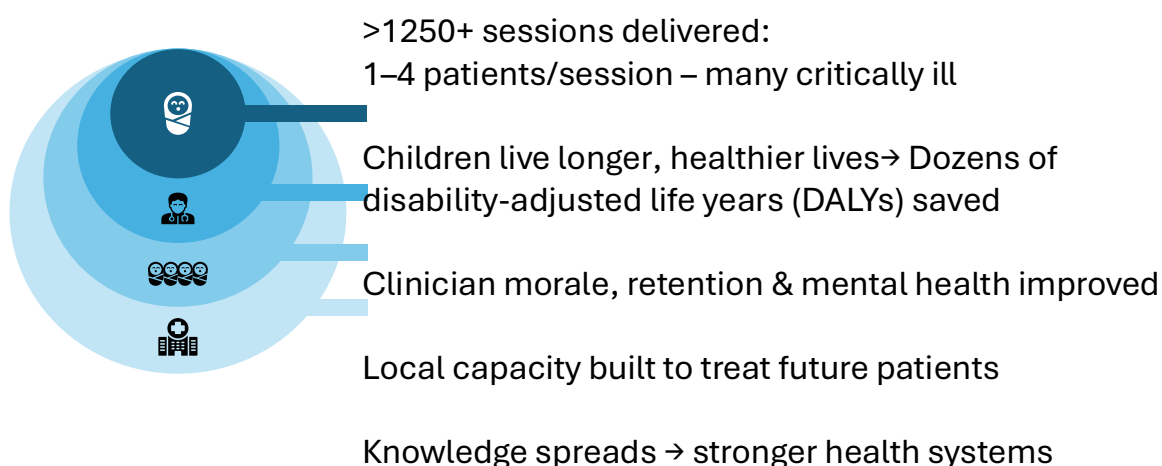 >1250+ sessions delivered:
1–4 patients/session – many critically ill
Children live longer, healthier lives→ Dozens of
disability-adjusted life years (DALYs) saved
Clinician morale, retention & mental health improved
Local capacity built to treat future patients
Knowledge spreads → stronger health systems